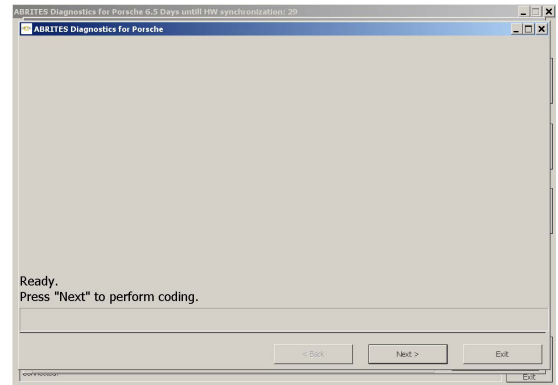 ABRITES Diagnostics for Porsche 6.5 Days untill HW synchronization: 29
ABRITES Diagnostics for Porsche
Ready.
Press "Next" to perform coding.
< Back
Next >
Exit
Exit